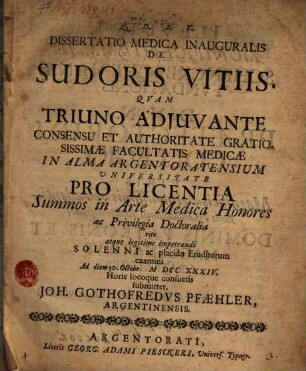 DISSERTATIO MEDICA INAUGURALIS
DE
SUDORIS VITIIS.
QVAM
TRIUNO ADJUVANTE
CONSENSU ET AUTHORITATE GRATIO-
SISSIMÆ FACULTATIS MEDICÆ
IN ALMA ARGENTORATENSIUM
UNIVERSITATE
PRO LICENTIA
Summos in Arte Medica Honores
ac Privilegia Doctoralia
rite
atque legitime impetrandi
SOLENNI ac placido Eruditorum
examini
Ad diem 30. Octobr. M DCC XXXIV.
Horis locoque consuetis
submittet,
JOH. GOTHOFREDVS PFÆHLER,
ARGENTINENSIS.
ARGENTORATI,
Literis GEORG. ADAMI PIESCKERI, Univers. Typogr.